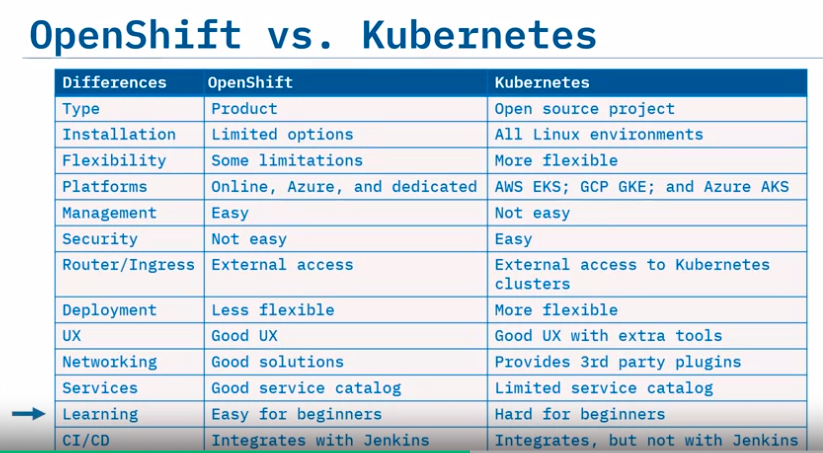 OpenShift vs. Kubernetes
Differences OpenShift Kubernetes
Type Product Open source project
Installation Limited options All Linux environments
Flexibility Some limitations More flexible
Platforms Online, Azure, and dedicated AWS EKS; GCP GKE; and Azure AKS
Management Easy Not easy
Security Not easy Easy
Router/Ingress External access External access to Kubernetes
clusters
Deployment Less flexible More flexible
UX Good UX Good UX with extra tools
Networking Good solutions Provides 3rd party plugins
Services Good service catalog Limited service catalog
Learning Easy for beginners Hard for beginners
CI/CD Integrates with Jenkins Integrates, but not with Jenkins